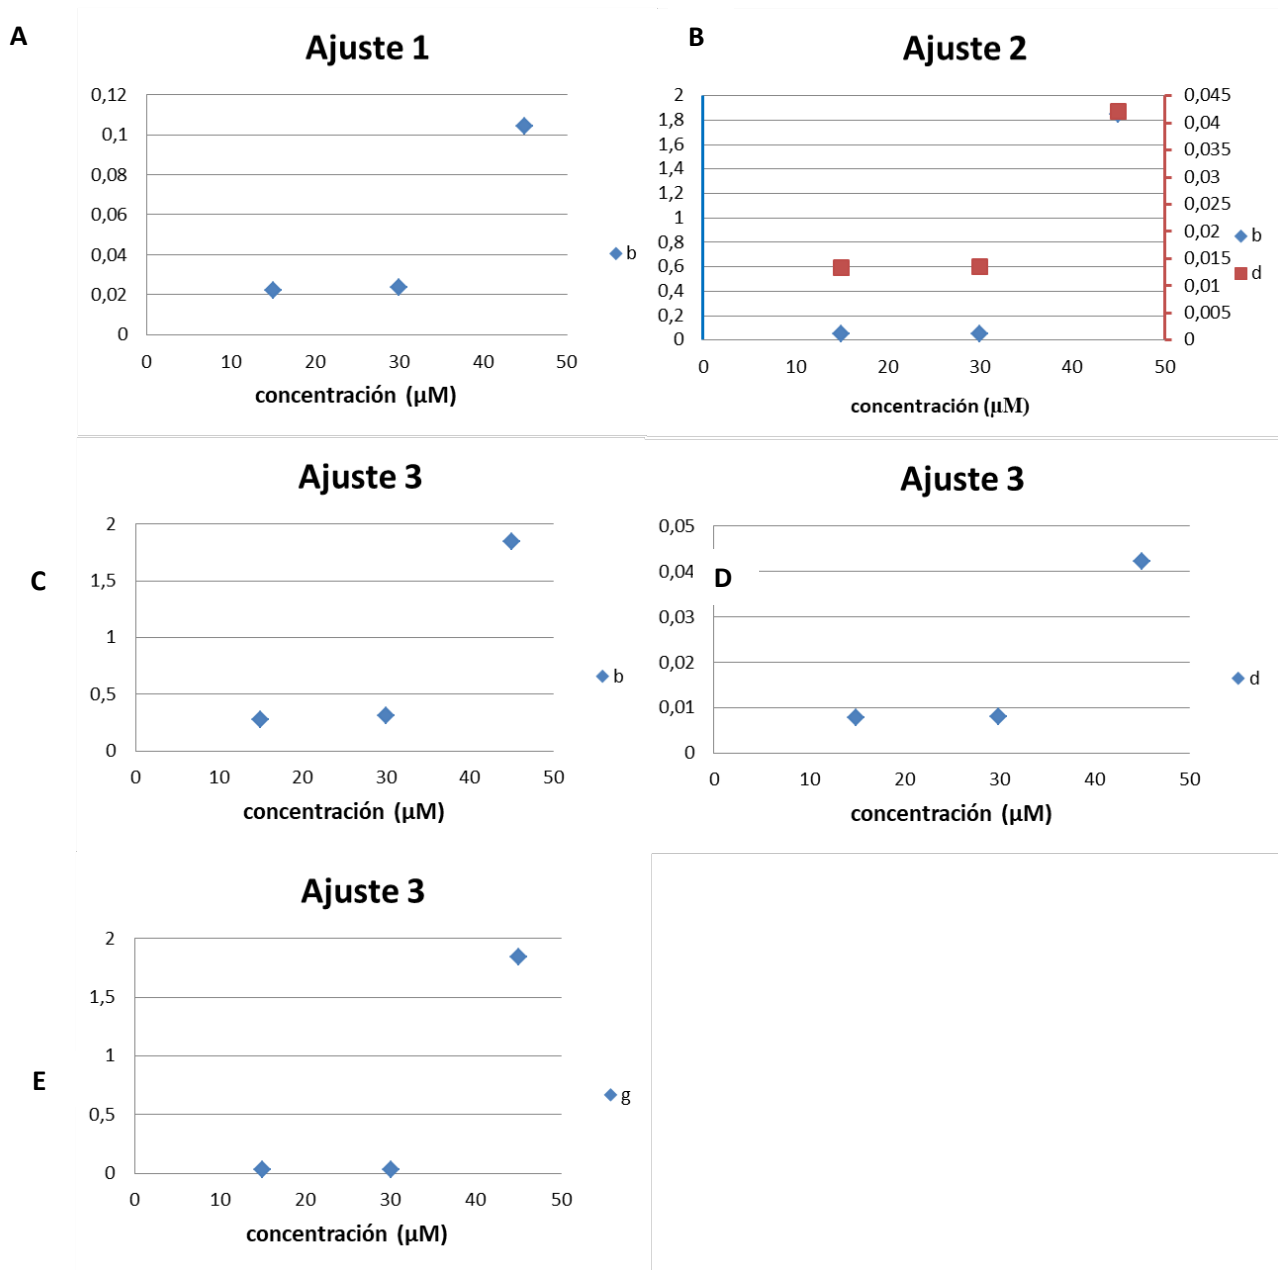 A
Ajuste 1
0,12
0,1
0,08
0,06
0,04
0,02
0
0 10 20 30 40 50
concentración (µM)
b
B
Ajuste 2
2
1,8
1,6
1,4
1,2
1
0,8
0,6
0,4
0,2
0
0,045
0,04
0,035
0,03
0,025
0,02
0,015
0,01
0,005
0
0 10 20 30 40 50
concentración (µM)
b
d
C
Ajuste 3
2
1,5
1
0,5
0
0 10 20 30 40 50
concentración (µM)
b
D
Ajuste 3
0,05
0,04
0,03
0,02
0,01
0
0 10 20 30 40 50
concentración (µM)
d
E
Ajuste 3
2
1,5
1
0,5
0
0 10 20 30 40 50
concentración (µM)
g